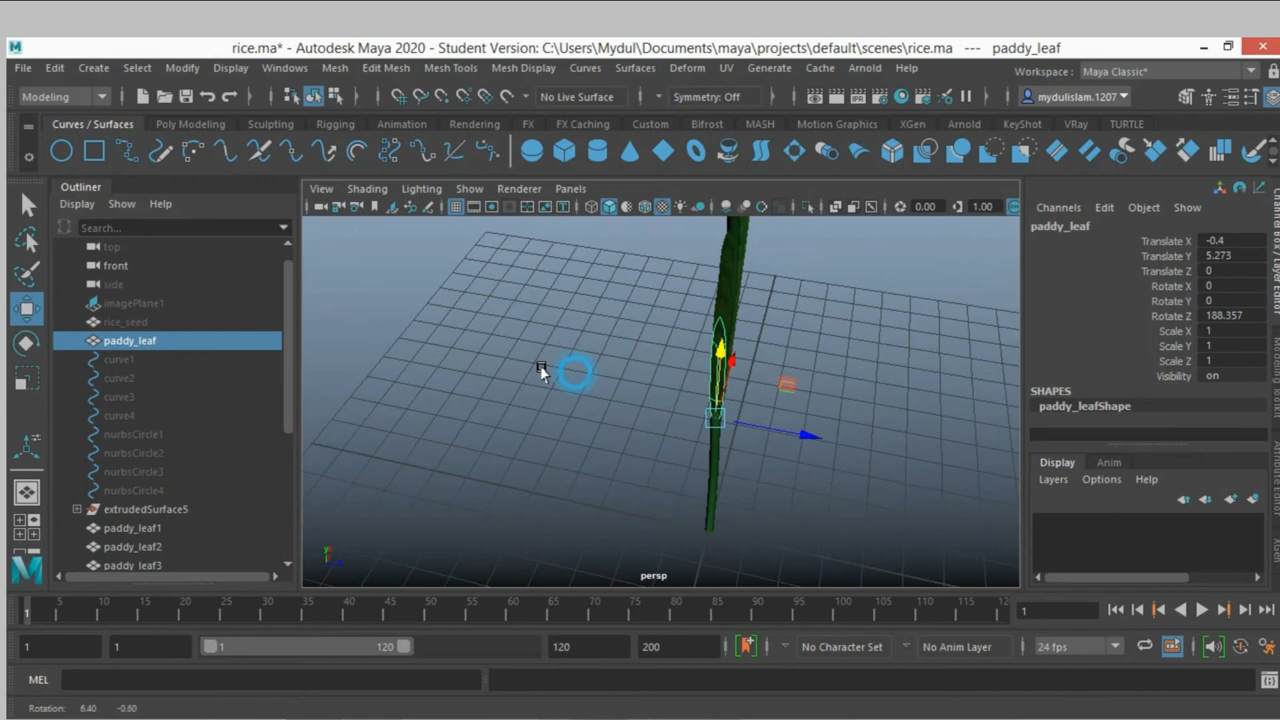 rice.ma* - Autodesk Maya 2020 - Student Version: C:\Users\Mydul\Documents\maya\projects\default\scenes\rice.ma --- paddy_leaf
File Edit Create Select Modify Display Windows Mesh Edit Mesh Mesh Tools Mesh Display Curves Surfaces Deform UV Generate Cache Arnold Help
Workspace : Maya Classic*
Modeling No Live Surface Symmetry: Off mydulislam.1207
Curves / Surfaces Poly Modeling Sculpting Rigging Animation Rendering FX FX Caching Custom Bifrost MASH Motion Graphics XGen Arnold KeyShot VRay TURTLE
Outliner
Display Show Help
Search...
top
front
side
imagePlane1
rice_seed
paddy_leaf
curve1
curve2
curve3
curve4
nurbsCircle1
nurbsCircle2
nurbsCircle3
nurbsCircle4
extrudedSurface5
paddy_leaf1
paddy_leaf2
paddy_leaf3
View Shading Lighting Show Renderer Panels
0.00 1.00
persp
Channels Edit Object Show
paddy_leaf
Translate X -0.4
Translate Y 5.273
Translate Z 0
Rotate X 0
Rotate Y 0
Rotate Z 188.357
Scale X 1
Scale Y 1
Scale Z 1
Visibility on
SHAPES
paddy_leafShape
Display Anim
Layers Options Help
5 10 15 20 25 30 35 40 45 50 55 60 65 70 75 80 85 90 95 100 105 110 115 12
1 1
1 1 1 120 120 200 No Character Set No Anim Layer 24 fps
MEL
Rotation: 6.40 -0.60